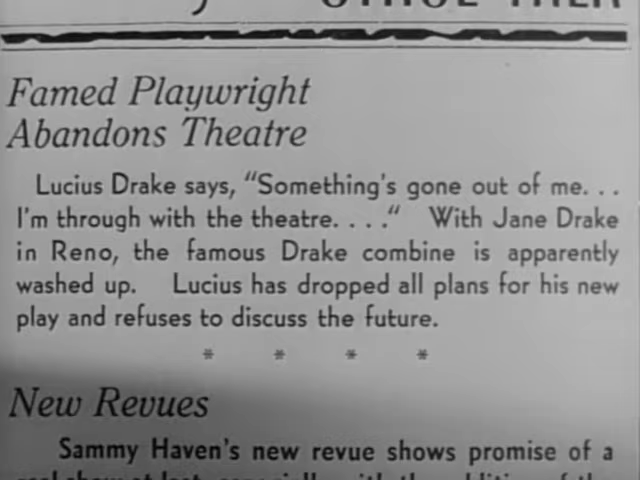 Famed Playwright
Abandons Theatre
Lucius Drake says, "Something's gone out of me. . .
I'm through with the theatre. . . ." With Jane Drake
in Reno, the famous Drake combine is apparently
washed up. Lucius has dropped all plans for his new
play and refuses to discuss the future.
* * * *
New Revues
Sammy Haven's new revue shows promise of a